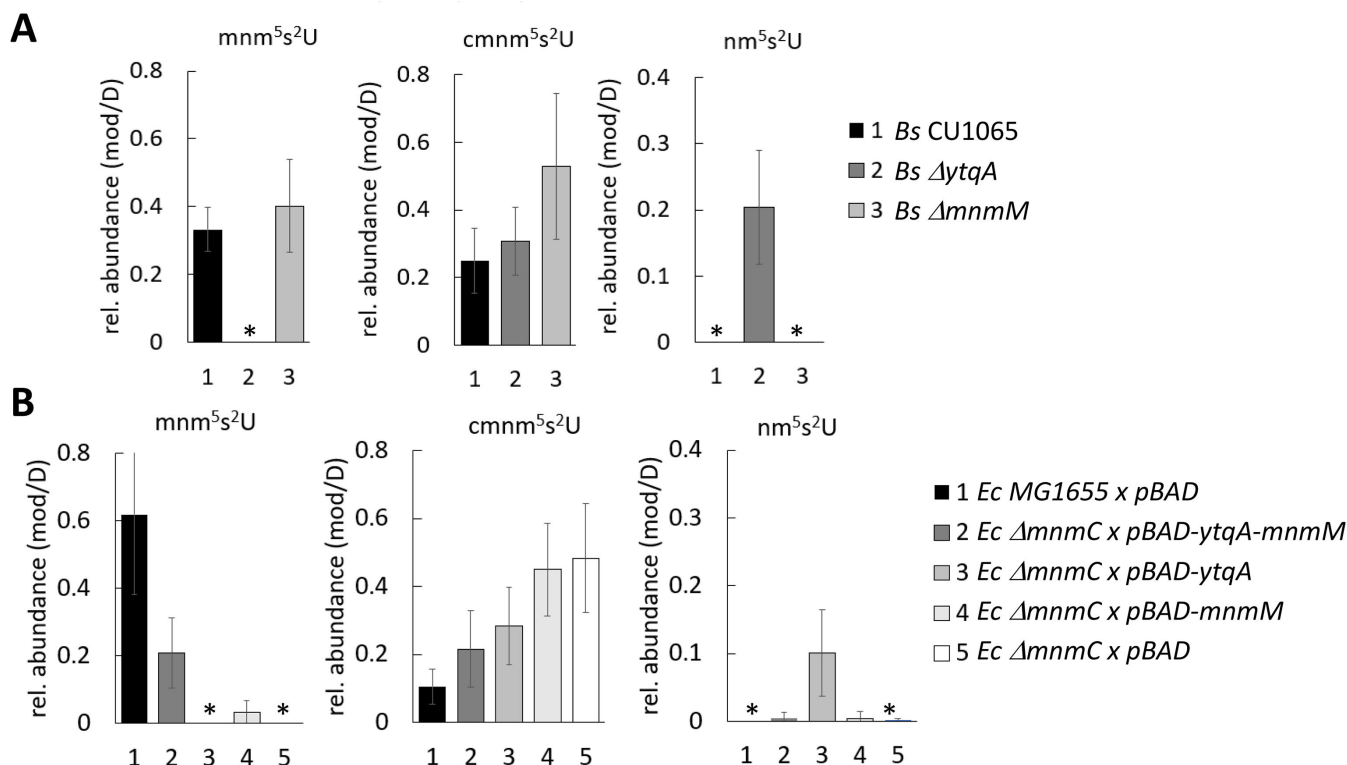 A
mnm⁵s²U
cmnm⁵s²U
nm⁵s²U
rel. abundance (mod/D)
0.8
0.6
0.4
0.2
0
*
1 2 3
rel. abundance (mod/D)
0.8
0.6
0.4
0.2
0
1 2 3
rel. abundance (mod/D)
0.4
0.3
0.2
0.1
0
* *
1 2 3
1 Bs CU1065
2 Bs ΔytqA
3 Bs ΔmnmM
B
mnm⁵s²U
cmnm⁵s²U
nm⁵s²U
rel. abundance (mod/D)
0.8
0.6
0.4
0.2
0
* *
1 2 3 4 5
rel. abundance (mod/D)
0.8
0.6
0.4
0.2
0
1 2 3 4 5
rel. abundance (mod/D)
0.4
0.3
0.2
0.1
0
* *
1 2 3 4 5
1 Ec MG1655 x pBAD
2 Ec ΔmnmC x pBAD-ytqA-mnmM
3 Ec ΔmnmC x pBAD-ytqA
4 Ec ΔmnmC x pBAD-mnmM
5 Ec ΔmnmC x pBAD